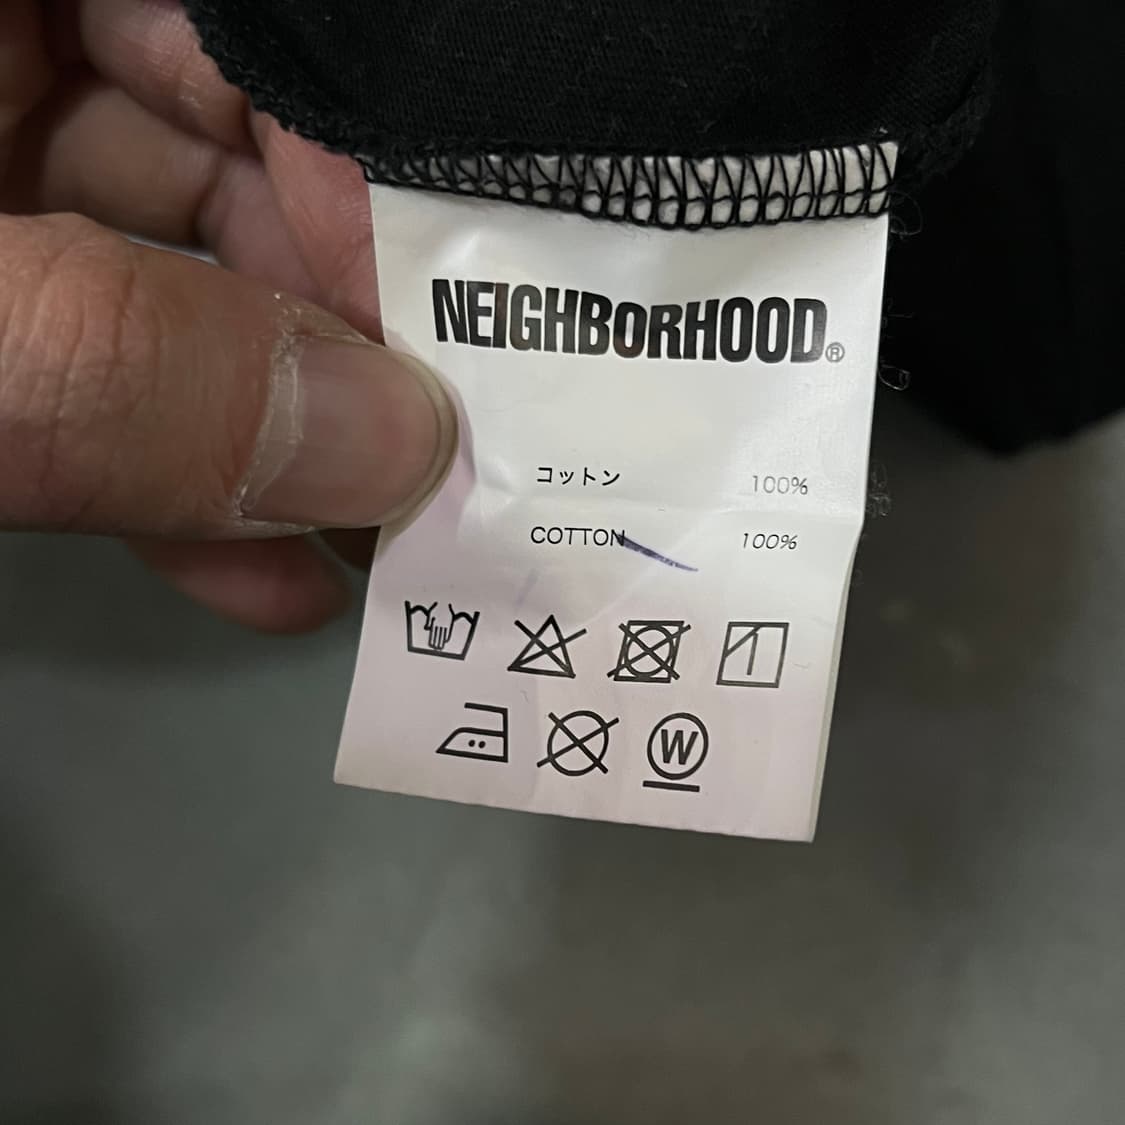 NEIGHBORHOOD®
コットン 100%
COTTON 100%
W